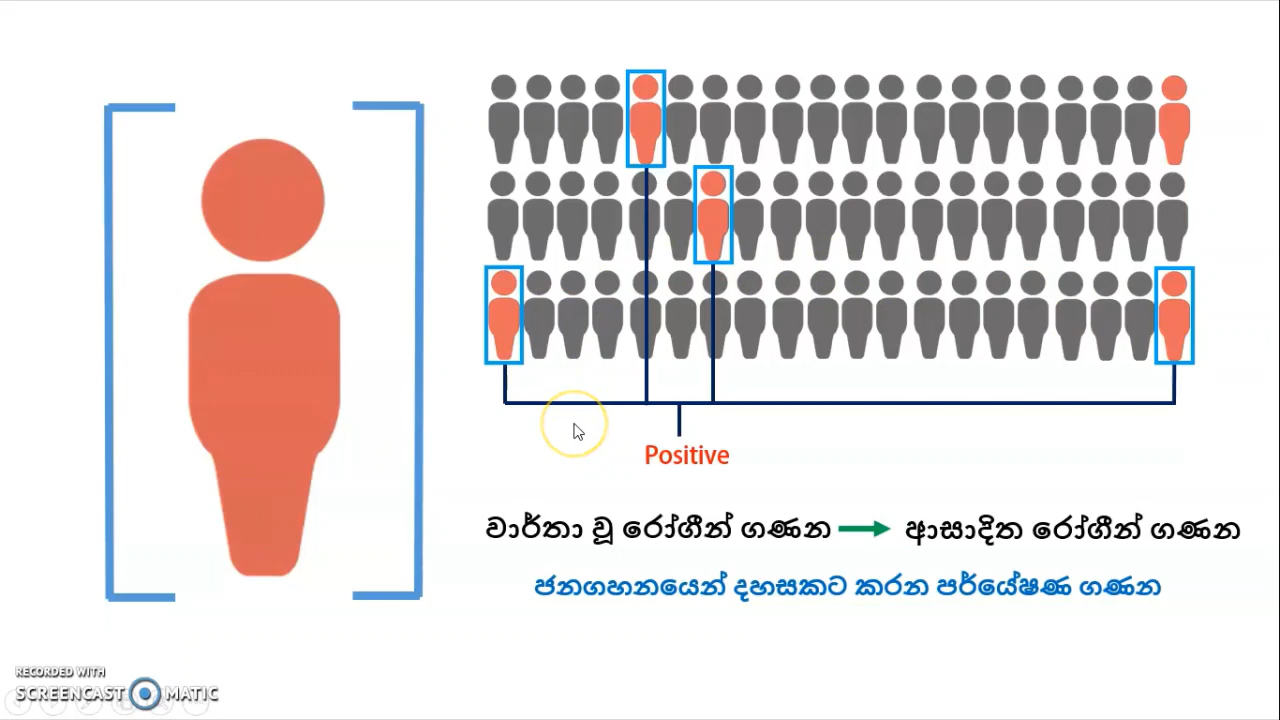 Positive
වාර්තා වූ රෝගීන් ගණන → ආසාදිත රෝගීන් ගණන
ජනගහනයෙන් දහසකට කරන පර්යේෂණ ගණන
RECORDED WITH
SCREENCAST MATIC